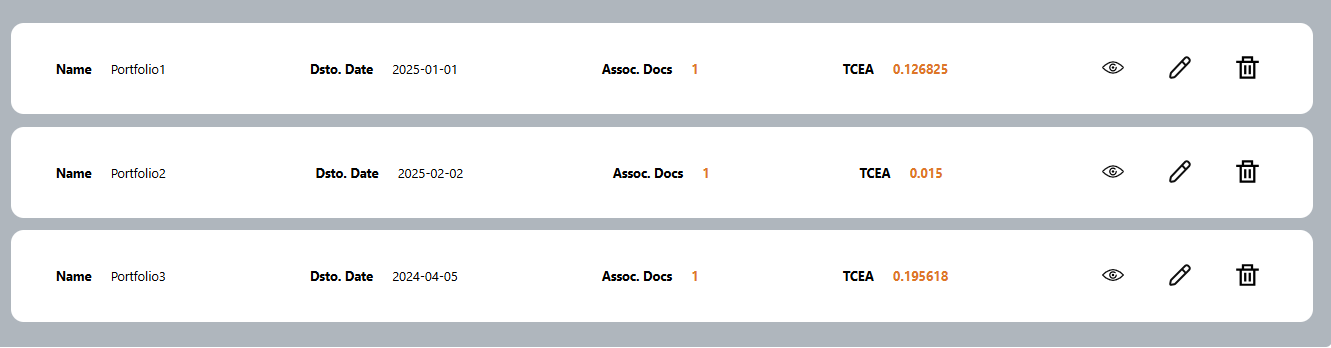 Name Portfolio1 Dsto. Date 2025-01-01 Assoc. Docs 1 TCEA 0.126825
Name Portfolio2 Dsto. Date 2025-02-02 Assoc. Docs 1 TCEA 0.015
Name Portfolio3 Dsto. Date 2024-04-05 Assoc. Docs 1 TCEA 0.195618